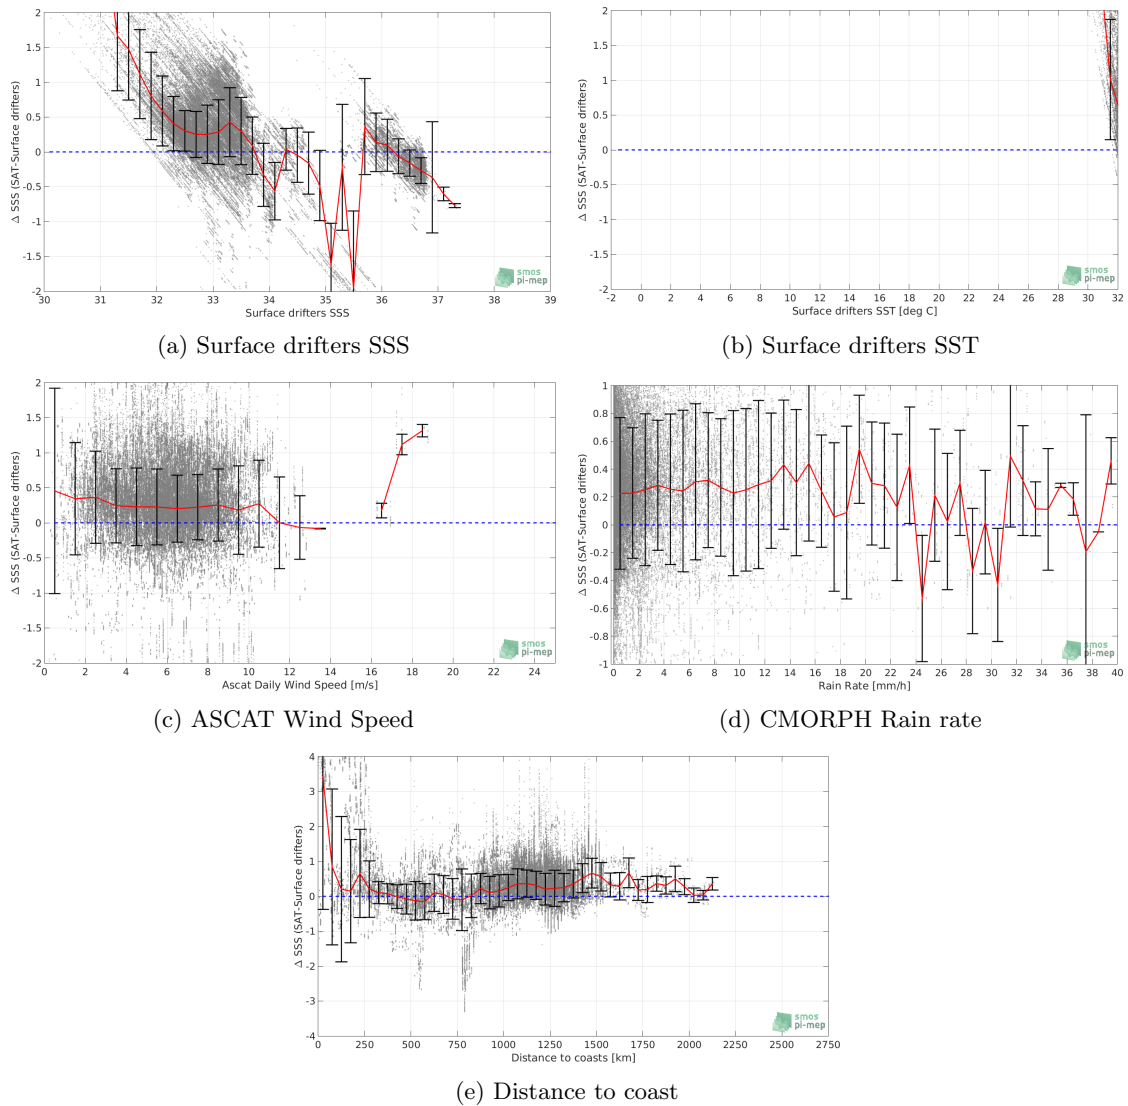 2
1.5
1
0.5
0
-0.5
-1
-1.5
-2
Δ SSS (SAT-Surface drifters)
30 31 32 33 34 35 36 37 38 39
Surface drifters SSS
smos
pi-mep
(a) Surface drifters SSS
2
1.5
1
0.5
0
-0.5
-1
-1.5
-2
Δ SSS (SAT-Surface drifters)
-2 0 2 4 6 8 10 12 14 16 18 20 22 24 26 28 30 32
Surface drifters SST [deg C]
smos
pi-mep
(b) Surface drifters SST
2
1.5
1
0.5
0
-0.5
-1
-1.5
-2
Δ SSS (SAT-Surface drifters)
0 2 4 6 8 10 12 14 16 18 20 22 24
Ascat Daily Wind Speed [m/s]
smos
pi-mep
(c) ASCAT Wind Speed
1
0.8
0.6
0.4
0.2
0
-0.2
-0.4
-0.6
-0.8
-1
Δ SSS (SAT-Surface drifters)
0 2 4 6 8 10 12 14 16 18 20 22 24 26 28 30 32 34 36 38 40
Rain Rate [mm/h]
smos
pi-mep
(d) CMORPH Rain rate
4
3
2
1
0
-1
-2
-3
-4
Δ SSS (SAT-Surface drifters)
0 250 500 750 1000 1250 1500 1750 2000 2250 2500 2750
Distance to coasts [km]
smos
pi-mep
(e) Distance to coast